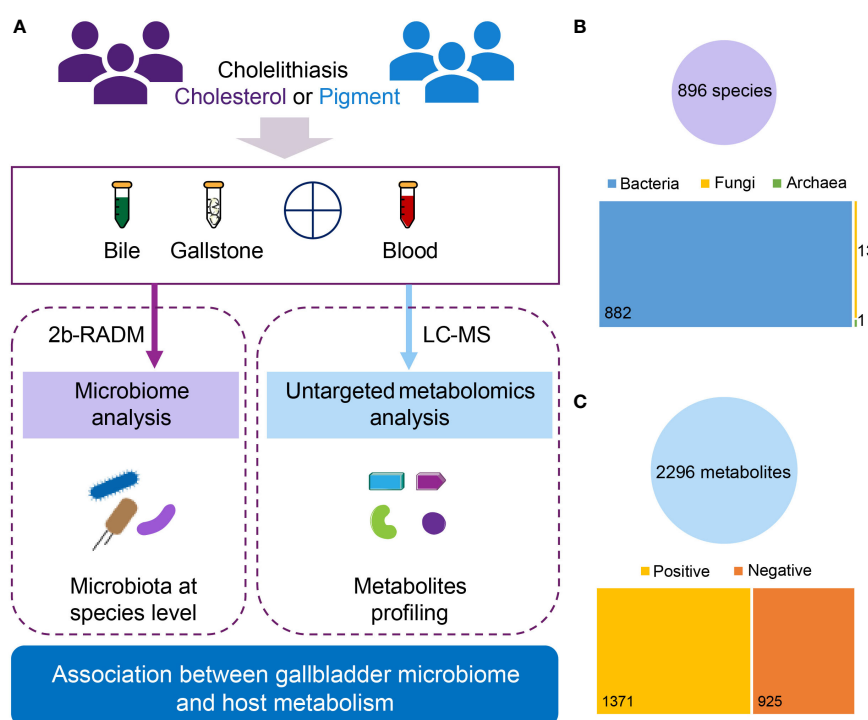 A
Cholelithiasis
Cholesterol or Pigment
Bile
Gallstone
Blood
2b-RADM
LC-MS
Microbiome
analysis
Untargeted metabolomics
analysis
Microbiota at
species level
Metabolites
profiling
Association between gallbladder microbiome
and host metabolism
B
896 species
Bacteria
Fungi
Archaea
882
13
1
C
2296 metabolites
Positive
Negative
1371
925